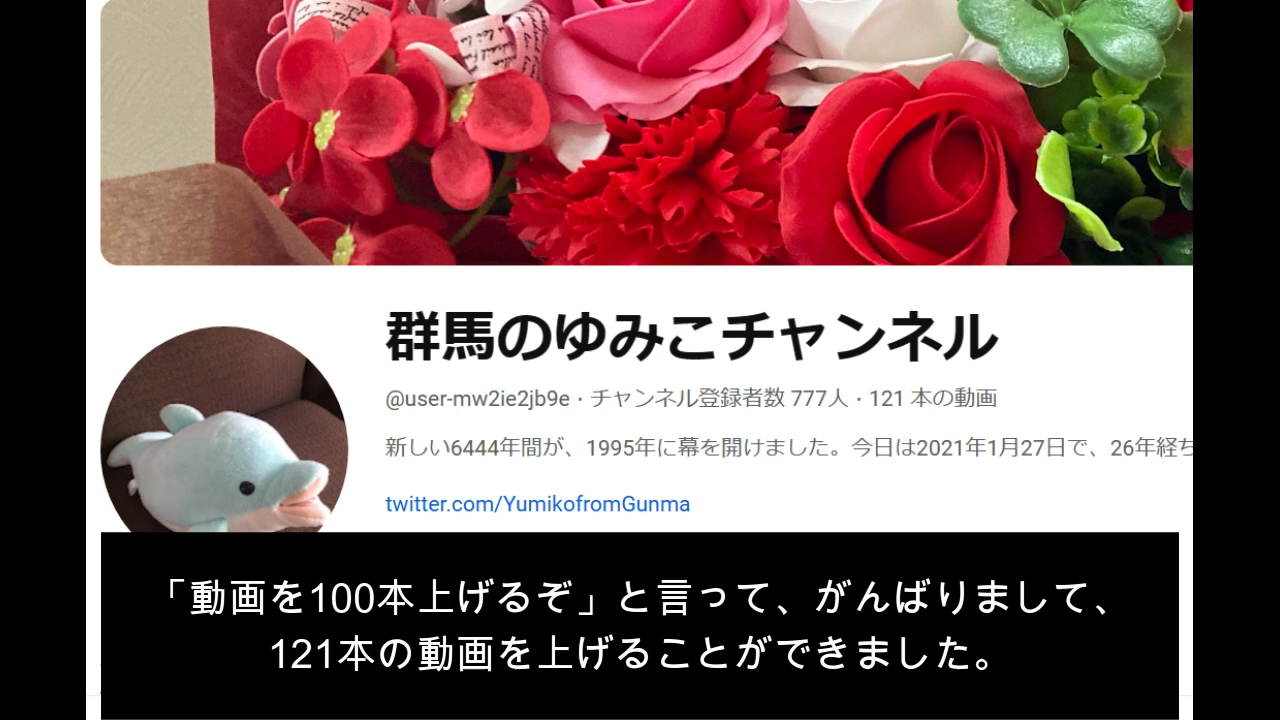 群馬のゆみこチャンネル
@user-mw2ie2jb9e・チャンネル登録者数 777人・121 本の動画
新しい6444年間が、1995年に幕を開けました。今日は2021年1月27日で、26年経ち
twitter.com/YumikofromGunma
「動画を100本上げるぞ」と言って、がんばりまして、
121本の動画を上げることができました。